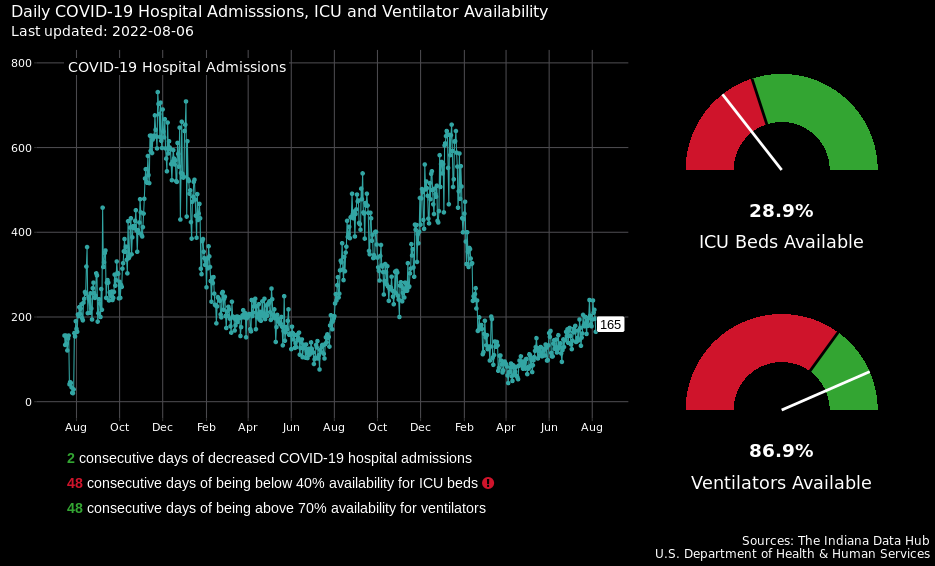 Daily COVID-19 Hospital Admisssions, ICU and Ventilator Availability
Last updated: 2022-08-06
COVID-19 Hospital Admissions
800
600
400
200
0
165
Aug Oct Dec Feb Apr Jun Aug Oct Dec Feb Apr Jun Aug
28.9%
ICU Beds Available
86.9%
Ventilators Available
2 consecutive days of decreased COVID-19 hospital admissions
48 consecutive days of being below 40% availability for ICU beds !
48 consecutive days of being above 70% availability for ventilators
Sources: The Indiana Data Hub
U.S. Department of Health & Human Services